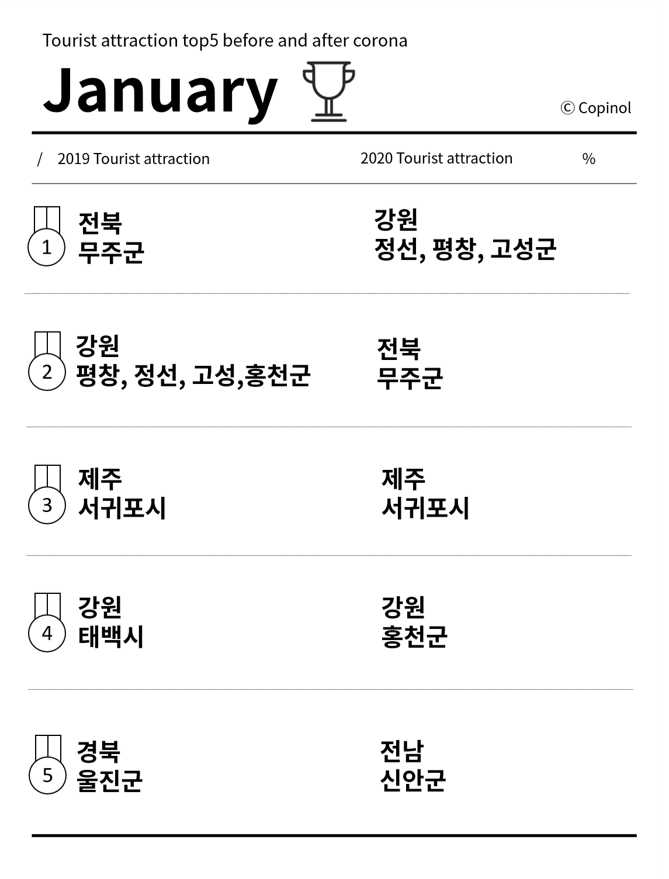 Tourist attraction top5 before and after corona
January
© Copinol
/ 2019 Tourist attraction 2020 Tourist attraction %
1
전북
무주군
강원
정선, 평창, 고성군
2
강원
평창, 정선, 고성,홍천군
전북
무주군
3
제주
서귀포시
제주
서귀포시
4
강원
태백시
강원
홍천군
5
경북
울진군
전남
신안군